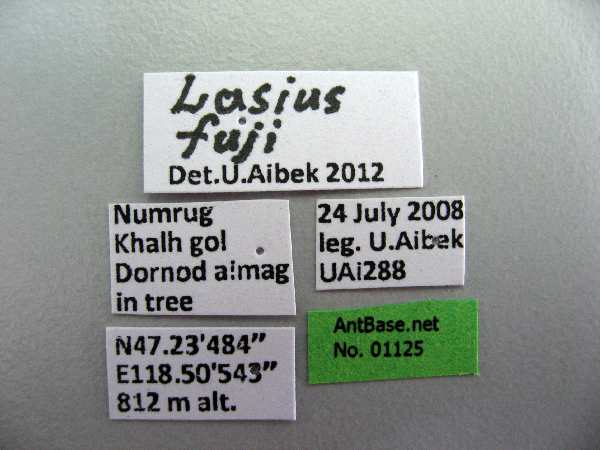 Lasius
fuji
Det.U.Aibek 2012
Numrug
Khalh gol
Dornod aimag
in tree
24 July 2008
leg. U.Aibek
UAi288
N47.23'484"
E118.50'543"
812 m alt.
AntBase.net
No. 01125